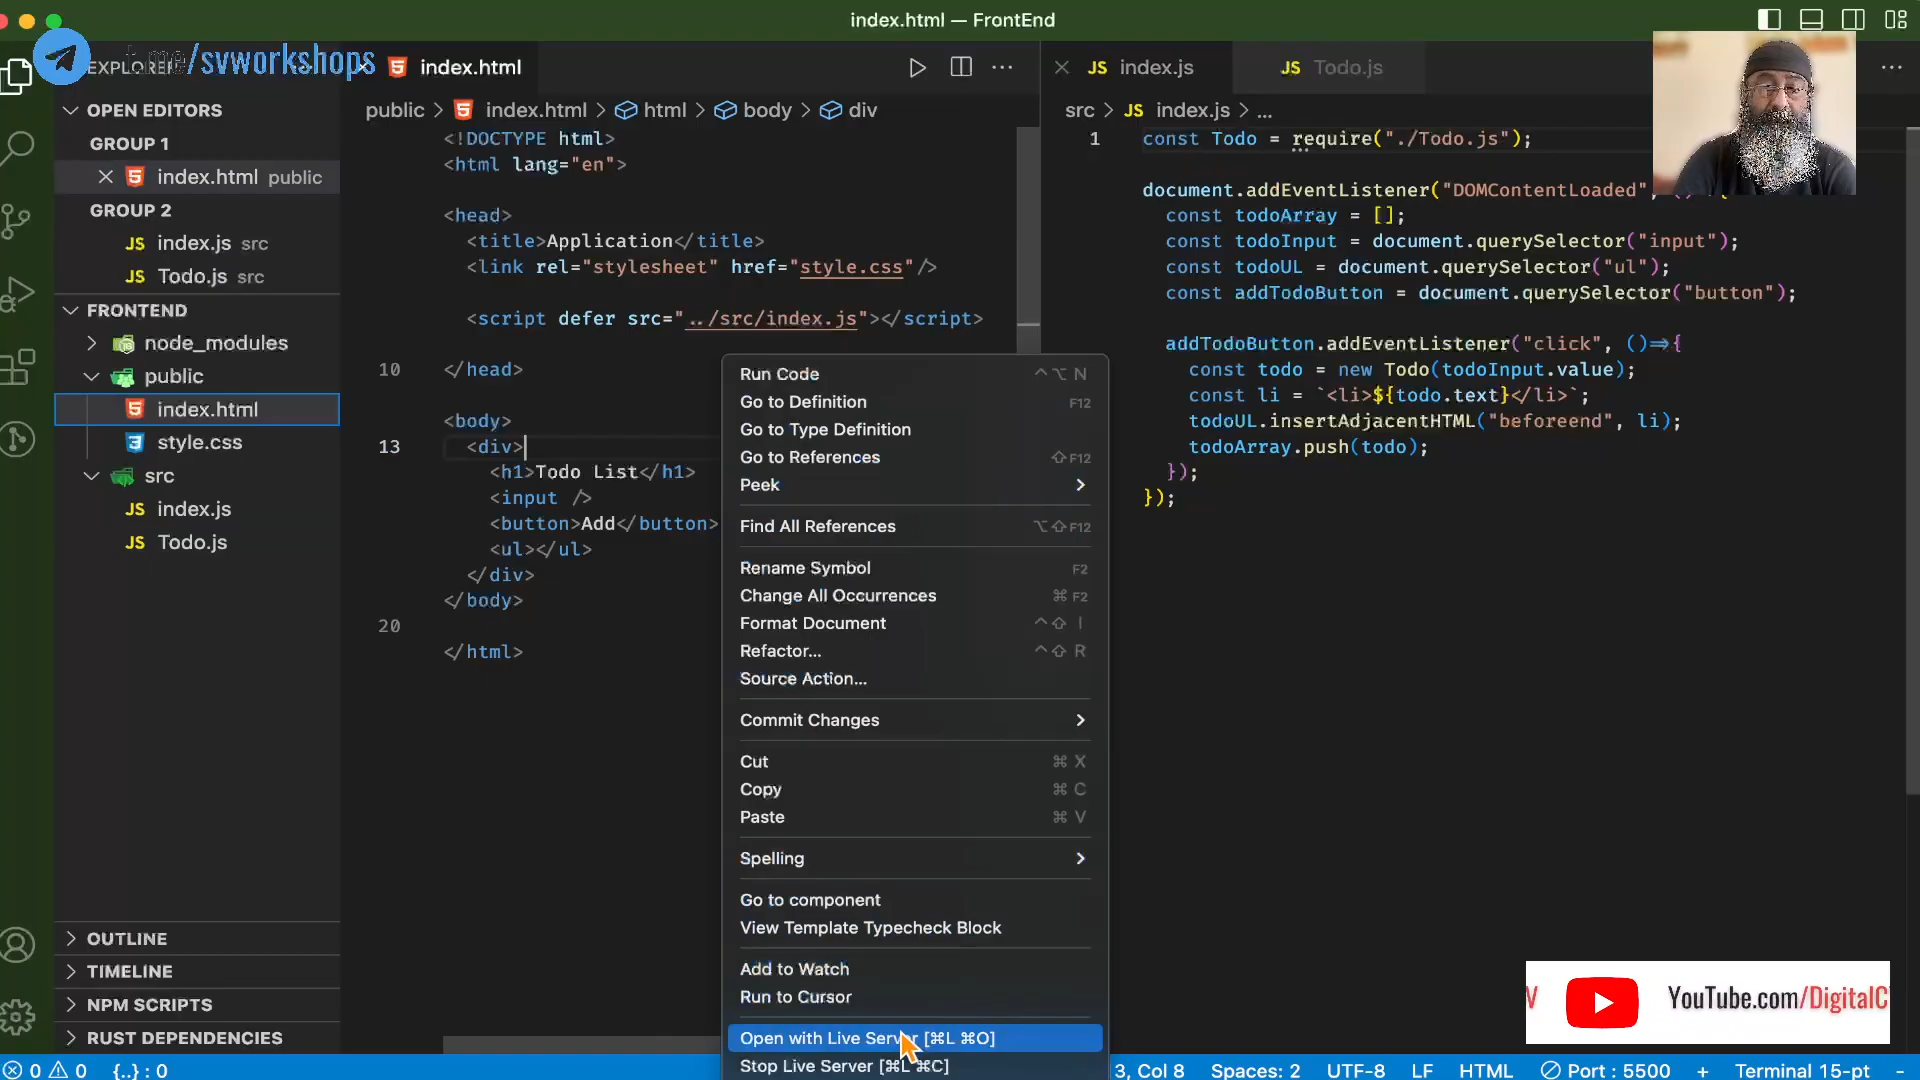 index.html — FrontEnd
t.me/svworkshops
EXPLORER
index.html
index.js
Todo.js
OPEN EDITORS
GROUP 1
index.html public
GROUP 2
index.js src
Todo.js src
FRONTEND
node_modules
public
index.html
style.css
src
index.js
Todo.js
OUTLINE
TIMELINE
NPM SCRIPTS
RUST DEPENDENCIES
public > index.html > html > body > div
<!DOCTYPE html>
<html lang="en">
<head>
<title>Application</title>
<link rel="stylesheet" href="style.css"/>
<script defer src="../src/index.js"></script>
10 </head>
<body>
13 <div>
<h1>Todo List</h1>
<input />
<button>Add</button>
<ul></ul>
</div>
</body>
20
</html>
Run Code ^⌥ N
Go to Definition F12
Go to Type Definition
Go to References ⇧F12
Peek
Find All References ⌥⇧F12
Rename Symbol F2
Change All Occurrences ⌘ F2
Format Document ^⇧ I
Refactor... ^⇧ R
Source Action...
Commit Changes
Cut ⌘ X
Copy ⌘ C
Paste ⌘ V
Spelling
Go to component
View Template Typecheck Block
Add to Watch
Run to Cursor
Open with Live Server [⌘L ⌘O]
Stop Live Server [⌘L ⌘C]
src > JS index.js > ...
1 const Todo = require("./Todo.js");
document.addEventListener("DOMContentLoaded",
const todoArray = [];
const todoInput = document.querySelector("input");
const todoUL = document.querySelector("ul");
const addTodoButton = document.querySelector("button");
addTodoButton.addEventListener("click", ()=>{
const todo = new Todo(todoInput.value);
const li = `<li>${todo.text}</li>`;
todoUL.insertAdjacentHTML("beforeend", li);
todoArray.push(todo);
});
});
YouTube.com/DigitalC
0 0 {..} : 0
3, Col 8 Spaces: 2 UTF-8 LF HTML Port : 5500 + Terminal 15-pt -